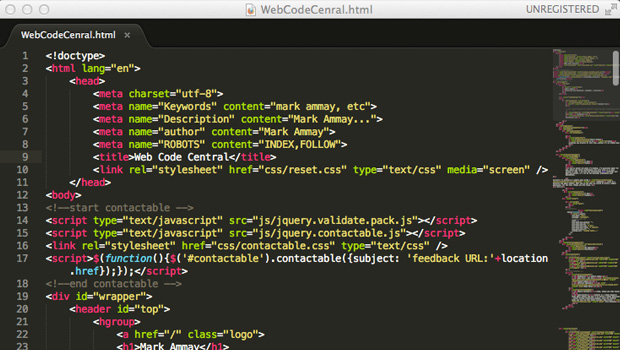 WebCodeCenral.html
UNREGISTERED
WebCodeCenral.html ×
1 <!doctype>
2 <html lang="en">
3 <head>
4 <meta charset="utf-8">
5 <meta name="Keywords" content="mark ammay, etc">
6 <meta name="Description" content="Mark Ammay...">
7 <meta name="author" content="Mark Ammay">
8 <meta name="ROBOTS" content="INDEX,FOLLOW">
9 <title>Web Code Central</title>
10 <link rel="stylesheet" href="css/reset.css" type="text/css" media="screen" />
11 </head>
12 <body>
13 <!--start contactable -->
14 <script type="text/javascript" src="js/jquery.validate.pack.js"></script>
15 <script type="text/javascript" src="js/jquery.contactable.js"></script>
16 <link rel="stylesheet" href="css/contactable.css" type="text/css" />
17 <script>$(function(){$('#contactable').contactable({subject: 'feedback URL:'+location
.href});});</script>
18 <!--end contactable -->
19 <div id="wrapper">
20 <header id="top">
21 <hgroup>
22 <a href="/" class="logo">
23 <h1>Mark Ammay</h1>